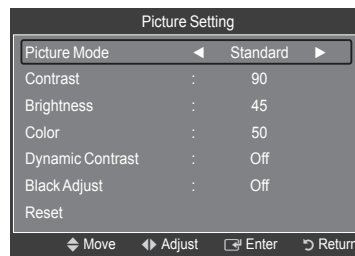 Picture Setting
Picture Mode ◀ Standard ▶
Contrast : 90
Brightness : 45
Color : 50
Dynamic Contrast : Off
Black Adjust : Off
Reset
Move Adjust Enter Return